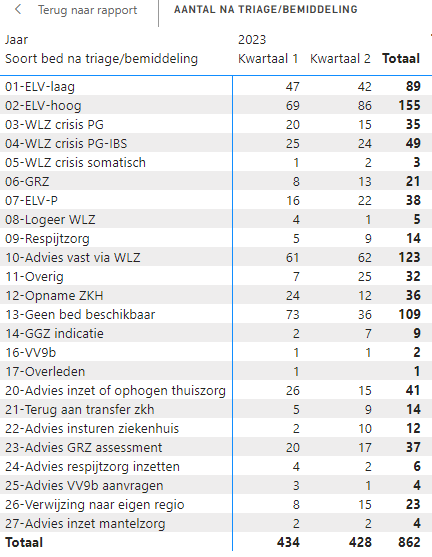 Terug naar rapport AANTAL NA TRIAGE/BEMIDDELING
Jaar 2023
Soort bed na triage/bemiddeling Kwartaal 1 Kwartaal 2 Totaal
01-ELV-laag 47 42 89
02-ELV-hoog 69 86 155
03-WLZ crisis PG 20 15 35
04-WLZ crisis PG-IBS 25 24 49
05-WLZ crisis somatisch 1 2 3
06-GRZ 8 13 21
07-ELV-P 16 22 38
08-Logeer WLZ 4 1 5
09-Respijtzorg 5 9 14
10-Advies vast via WLZ 61 62 123
11-Overig 7 25 32
12-Opname ZKH 24 12 36
13-Geen bed beschikbaar 73 36 109
14-GGZ indicatie 2 7 9
16-VV9b 1 1 2
17-Overleden 1 1
20-Advies inzet of ophogen thuiszorg 26 15 41
21-Terug aan transfer zkh 5 9 14
22-Advies insturen ziekenhuis 2 10 12
23-Advies GRZ assessment 20 17 37
24-Advies respijtzorg inzetten 4 2 6
25-Advies VV9b aanvragen 3 1 4
26-Verwijzing naar eigen regio 8 15 23
27-Advies inzet mantelzorg 2 2 4
Totaal 434 428 862